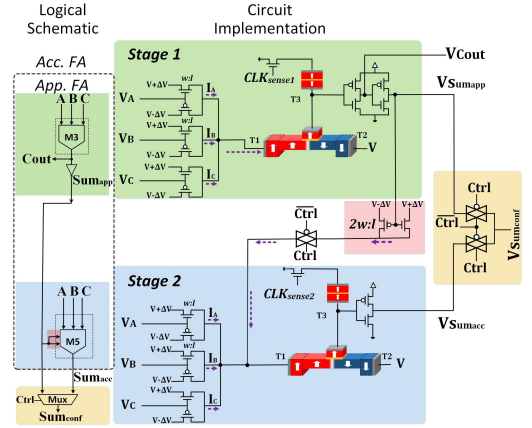 Logical
Schematic
Circuit
Implementation
Acc. FA
App. FA
A B C
M3
Cout
Sumapp
A B C
M5
Sumacc
Ctrl
Mux
Sumconf
Stage 1
w:l
V+ΔV
VA
IA
V-ΔV
V+ΔV
VB
IB
V-ΔV
V+ΔV
VC
IC
V-ΔV
CLKsense1
T3
T1
T2
V
VCout
VSumapp
Ctrl
Ctrl
Ctrl
VSumconf
V-ΔV
V+ΔV
2w:l
Ctrl
Ctrl
Stage 2
w:l
V+ΔV
VA
IA
V-ΔV
w:l
V+ΔV
VB
IB
V-ΔV
V+ΔV
VC
IC
V-ΔV
CLKsense2
T3
T1
T2
V
VSumacc